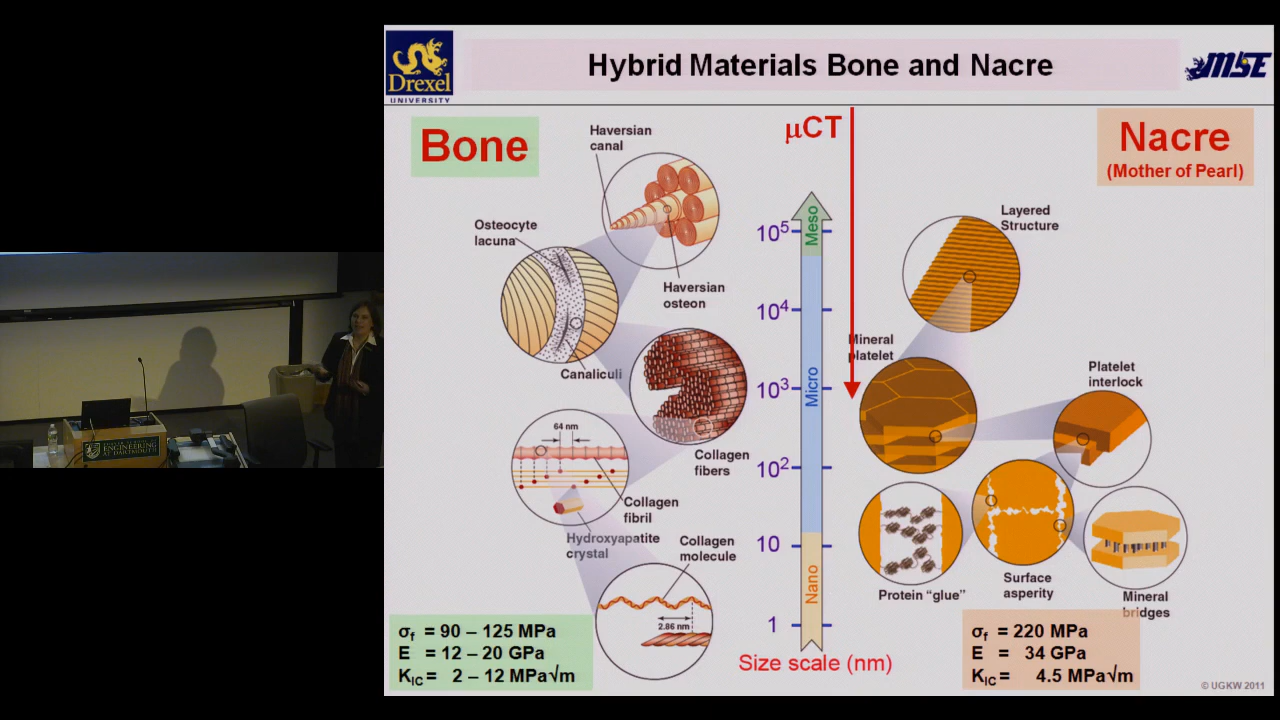 Drexel
UNIVERSITY
Hybrid Materials Bone and Nacre
MSE
Bone
Haversian
canal
µCT
Nacre
(Mother of Pearl)
Osteocyte
lacuna
Haversian
osteon
Canaliculi
Collagen
fibers
64 nm
Collagen
fibril
Hydroxyapatite
crystal
Collagen
molecule
2.86 nm
Meso
10⁵
10⁴
Micro
10³
10²
10
Nano
1
Size scale (nm)
Layered
Structure
Mineral
platelet
Platelet
interlock
Protein “glue”
Surface
asperity
Mineral
bridges
σf = 90 – 125 MPa
E = 12 – 20 GPa
KIC = 2 – 12 MPa√m
σf = 220 MPa
E = 34 GPa
KIC = 4.5 MPa√m
© UGKW 2011
ENGINEERING
AT DARTMOUTH